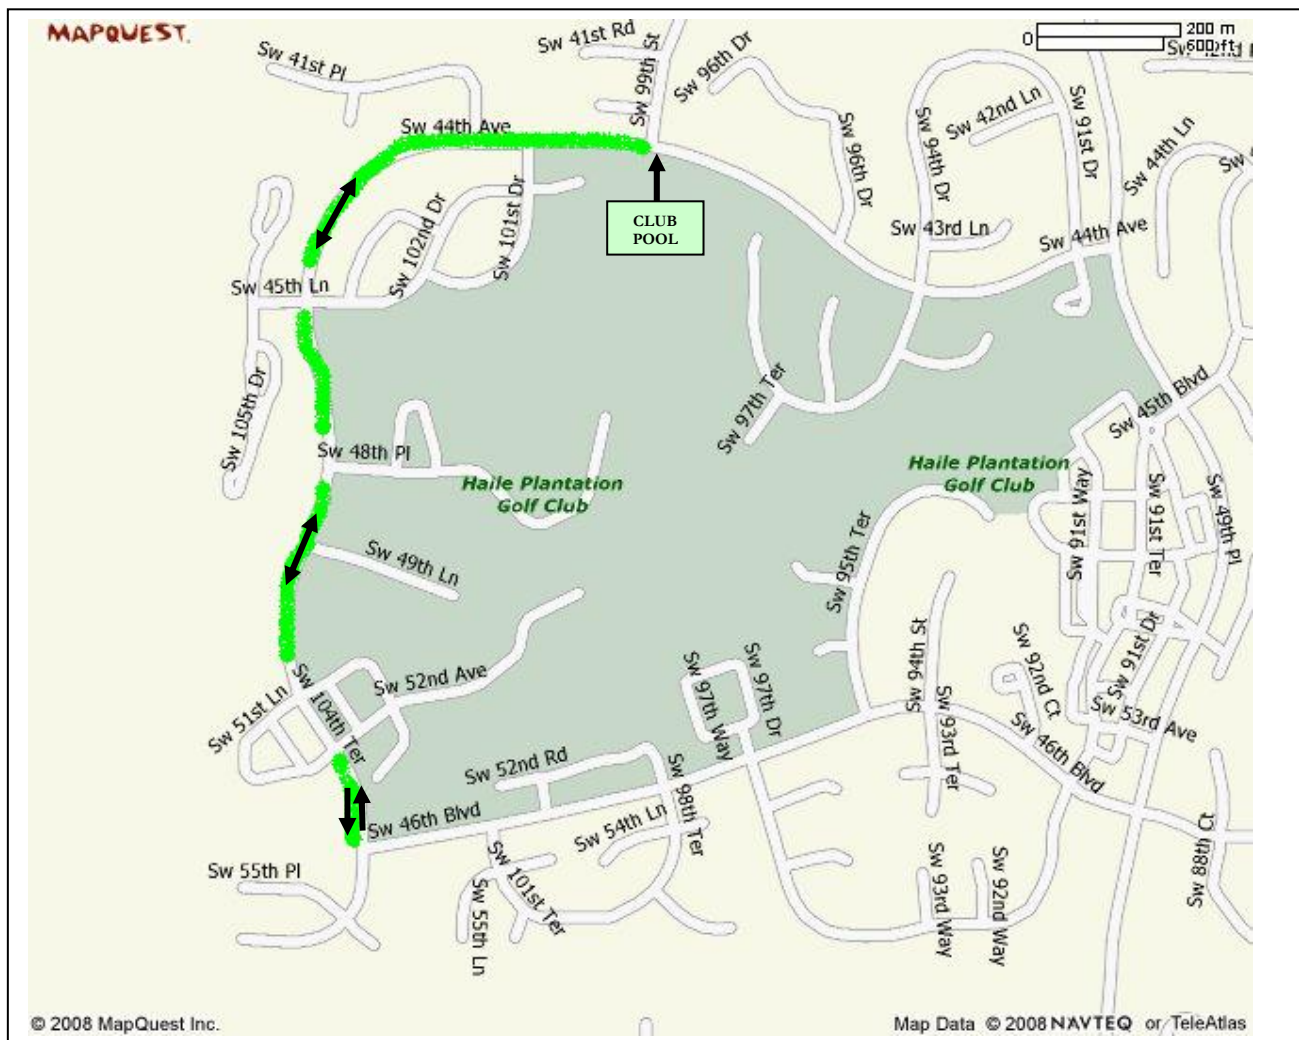 MAPQUEST.
Sw 41st Pl
Sw 41st Rd
Sw 99th St
Sw 96th Dr
0
200 m
600 ft
Sw 44th Ave
Sw 96th Dr
Sw 94th Dr
Sw 42nd Ln
Sw 91st Dr
Sw 44th Ln
CLUB
POOL
Sw 102nd Dr
Sw 101st Dr
Sw 43rd Ln
Sw 44th Ave
Sw 45th Ln
Sw 105th Dr
Sw 97th Ter
Sw 45th Blvd
Sw 48th Pl
Haile Plantation
Golf Club
Haile Plantation
Golf Club
Sw 91st Way
Sw 91st Ter
Sw 49th Pl
Sw 49th Ln
Sw 95th Ter
Sw 94th St
Sw 92nd Ct
Sw 91st Dr
Sw 51st Ln
Sw 104th Ter
Sw 52nd Ave
Sw 97th Way
Sw 97th Dr
Sw 93rd Ter
Sw 53rd Ave
Sw 46th Blvd
Sw 52nd Rd
Sw 98th Ter
Sw 46th Blvd
Sw 54th Ln
Sw 55th Pl
Sw 55th Ln
Sw 101st Ter
Sw 93rd Way
Sw 92nd Way
Sw 88th Ct
© 2008 MapQuest Inc.
Map Data © 2008 NAVTEQ or TeleAtlas